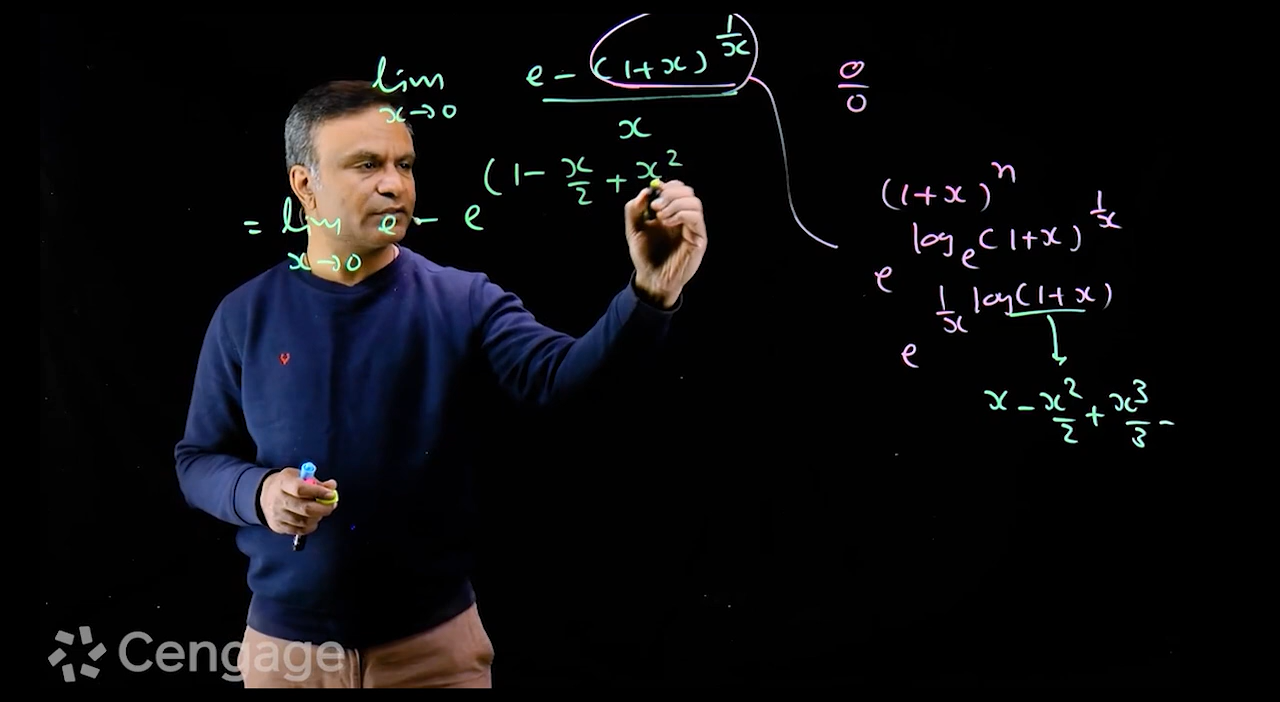 lim e - (1+x)^(1/x)
x→0 x
0/0
= lim e - e^(1 - x/2 + x^2
x→0
(1+x)^n
e^(log_e(1+x)^(1/x))
e^(1/x log(1+x))
x - x^2/2 + x^3/3 -
Cengage